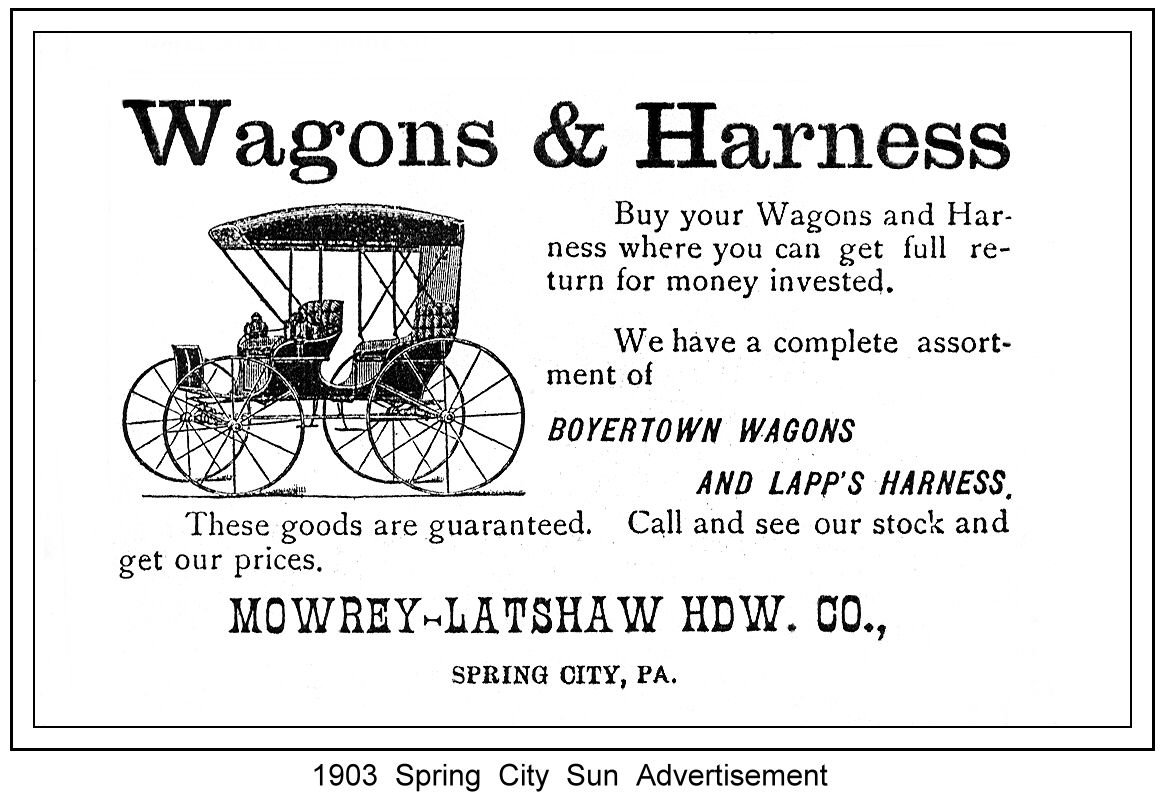 Wagons & Harness
Buy your Wagons and Har-
ness where you can get full re-
turn for money invested.
We have a complete assort-
ment of
BOYERTOWN WAGONS
AND LAPP'S HARNESS.
These goods are guaranteed. Call and see our stock and
get our prices.
MOWREY-LATSHAW HDW. CO.,
SPRING CITY, PA.
1903 Spring City Sun Advertisement